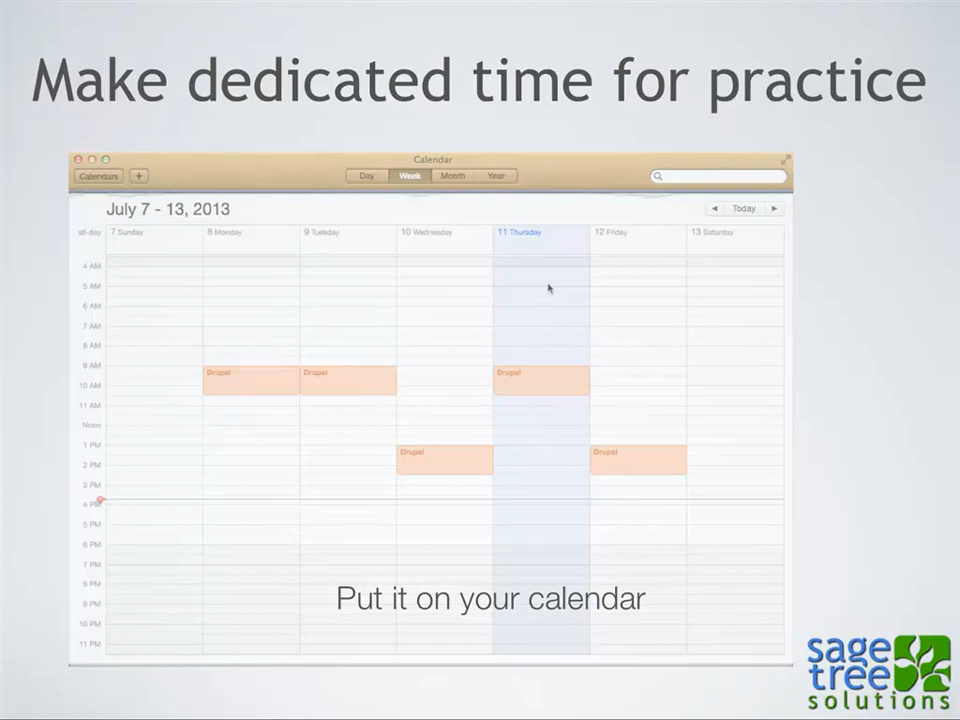 Make dedicated time for practice
Calendar
Calendars + Day Week Month Year
July 7 - 13, 2013 Today
all-day 7 Sunday 8 Monday 9 Tuesday 10 Wednesday 11 Thursday 12 Friday 13 Saturday
4 AM
5 AM
6 AM
7 AM
8 AM
9 AM
Drupal Drupal Drupal
10 AM
11 AM
Noon
1 PM
Drupal Drupal
2 PM
3 PM
4 PM
5 PM
6 PM
7 PM
8 PM
Put it on your calendar
9 PM
10 PM
11 PM
sage
tree
solutions